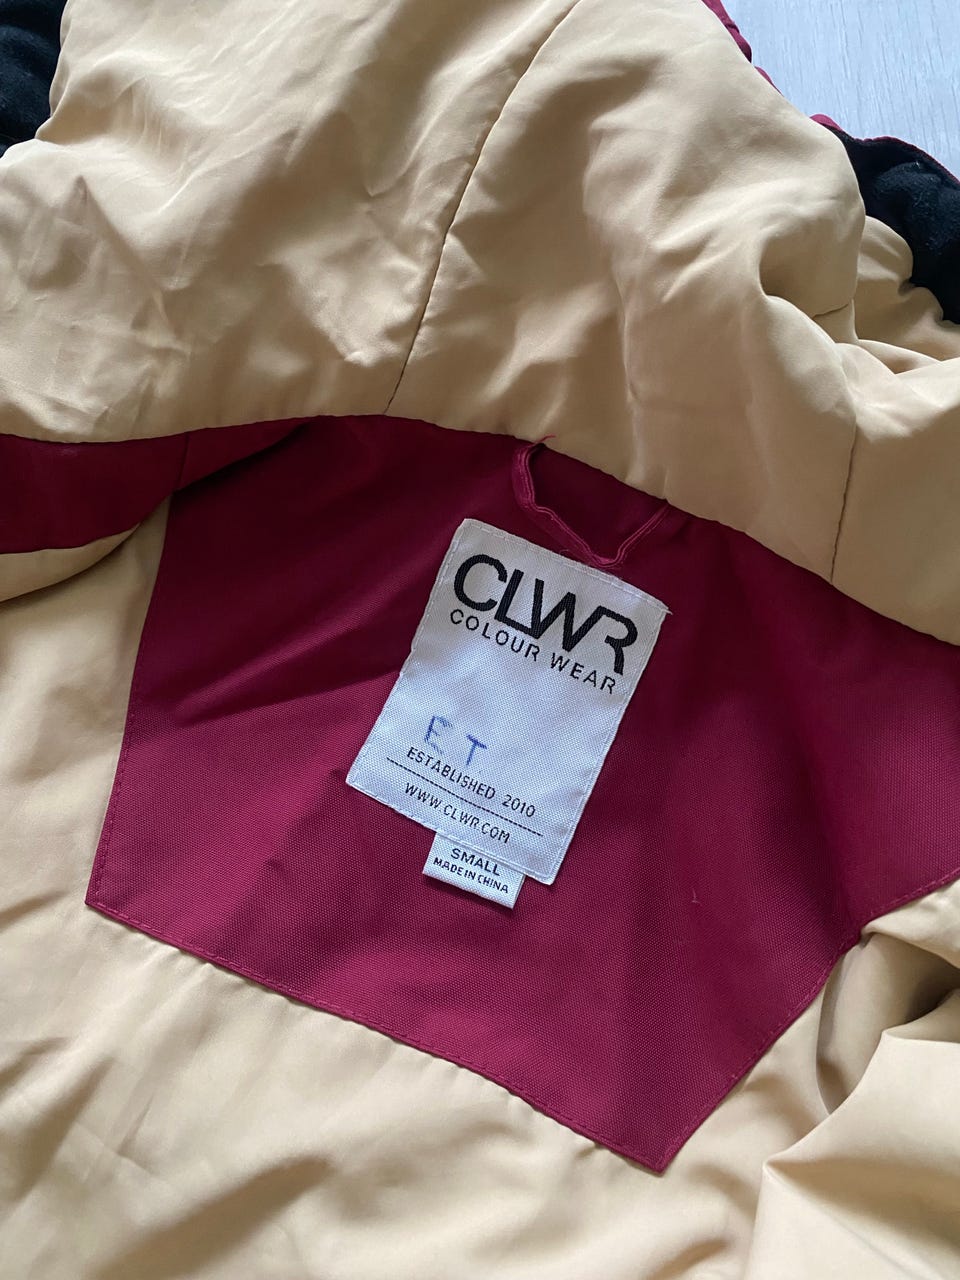 CLWR
COLOUR WEAR
E T
ESTABLISHED 2010
WWW.CLWR.COM
SMALL
MADE IN CHINA